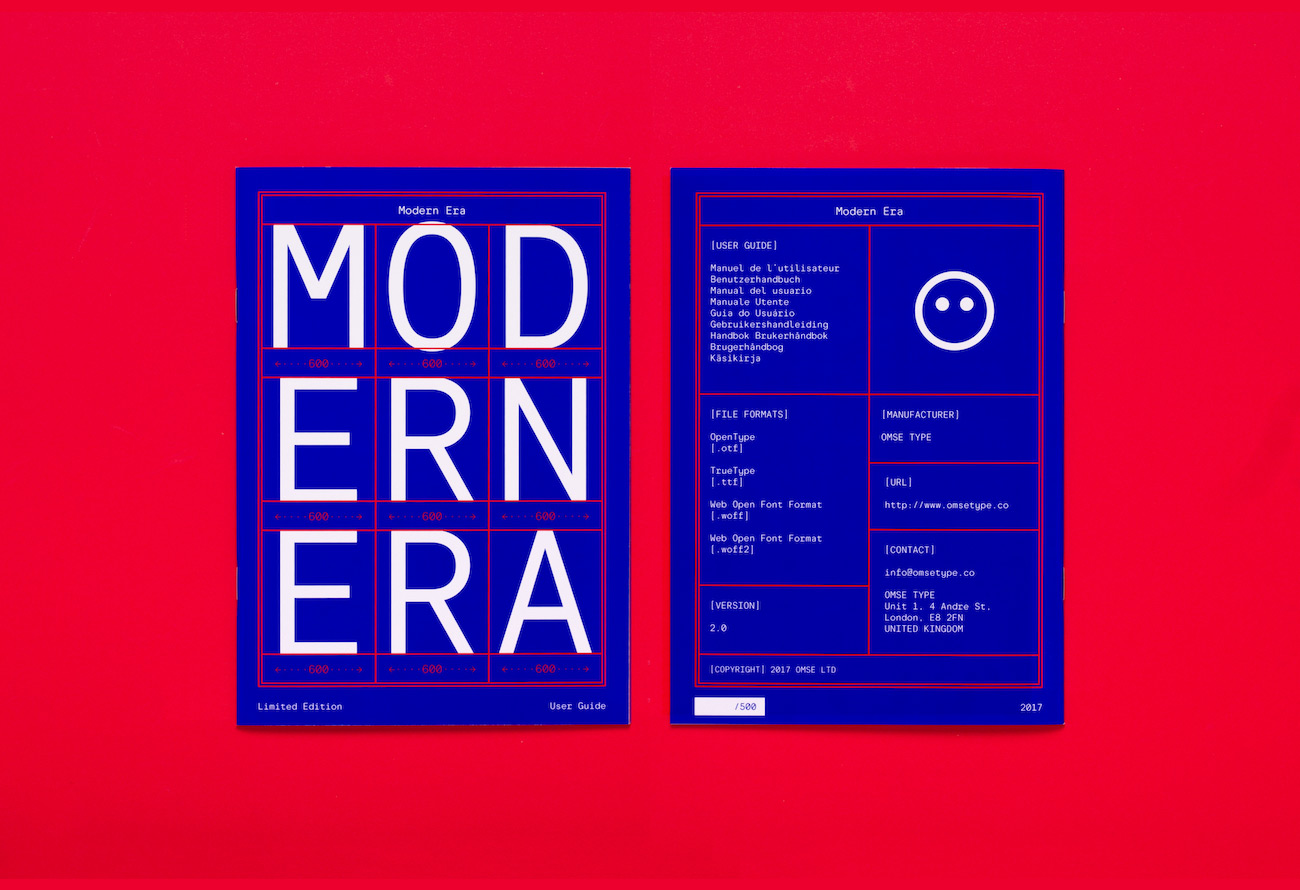 Modern Era
MOD
←····600····→ ←····600····→ ←····600····→
ERN
←····600····→ ←····600····→ ←····600····→
ERA
←····600····→ ←····600····→ ←····600····→
Limited Edition
User Guide
Modern Era
[USER GUIDE]
Manuel de l'utilisateur
Benutzerhandbuch
Manual del usuario
Manuale Utente
Guia do Usuário
Gebruikershandleiding
Handbok Brukerhåndbok
Brugerhåndbog
Käsikirja
[FILE FORMATS]
OpenType
[.otf]
TrueType
[.ttf]
Web Open Font Format
[.woff]
Web Open Font Format
[.woff2]
[VERSION]
2.0
[MANUFACTURER]
OMSE TYPE
[URL]
http://www.omsetype.co
[CONTACT]
info@omsetype.co
OMSE TYPE
Unit 1. 4 Andre St.
London, E8 2FN
UNITED KINGDOM
[COPYRIGHT] 2017 OMSE LTD
/500
2017